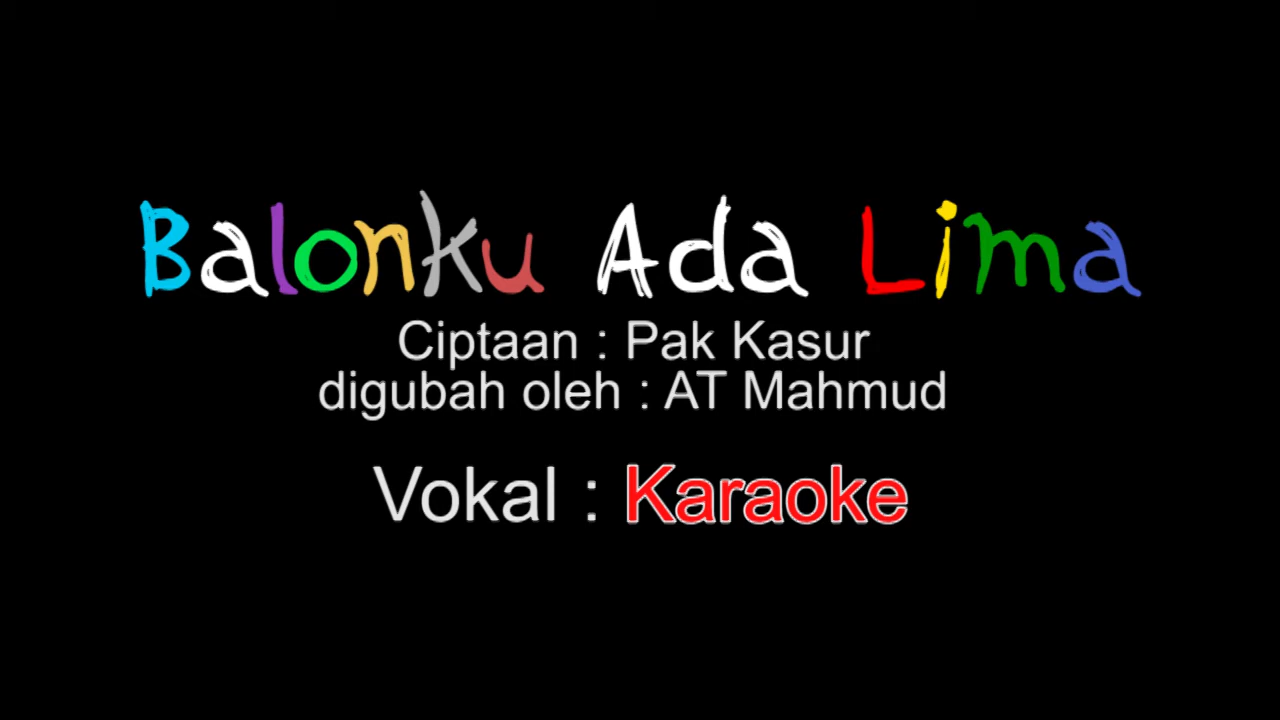 Balonku Ada Lima
Ciptaan : Pak Kasur
digubah oleh : AT Mahmud
Vokal : Karaoke